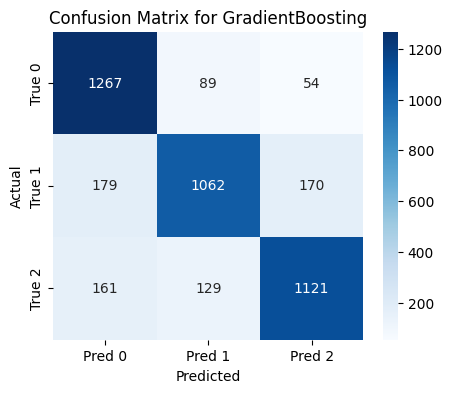 Confusion Matrix for GradientBoosting
Actual
True 0
1267 89 54
True 1
179 1062 170
True 2
161 129 1121
Pred 0 Pred 1 Pred 2
Predicted
1200
1000
800
600
400
200